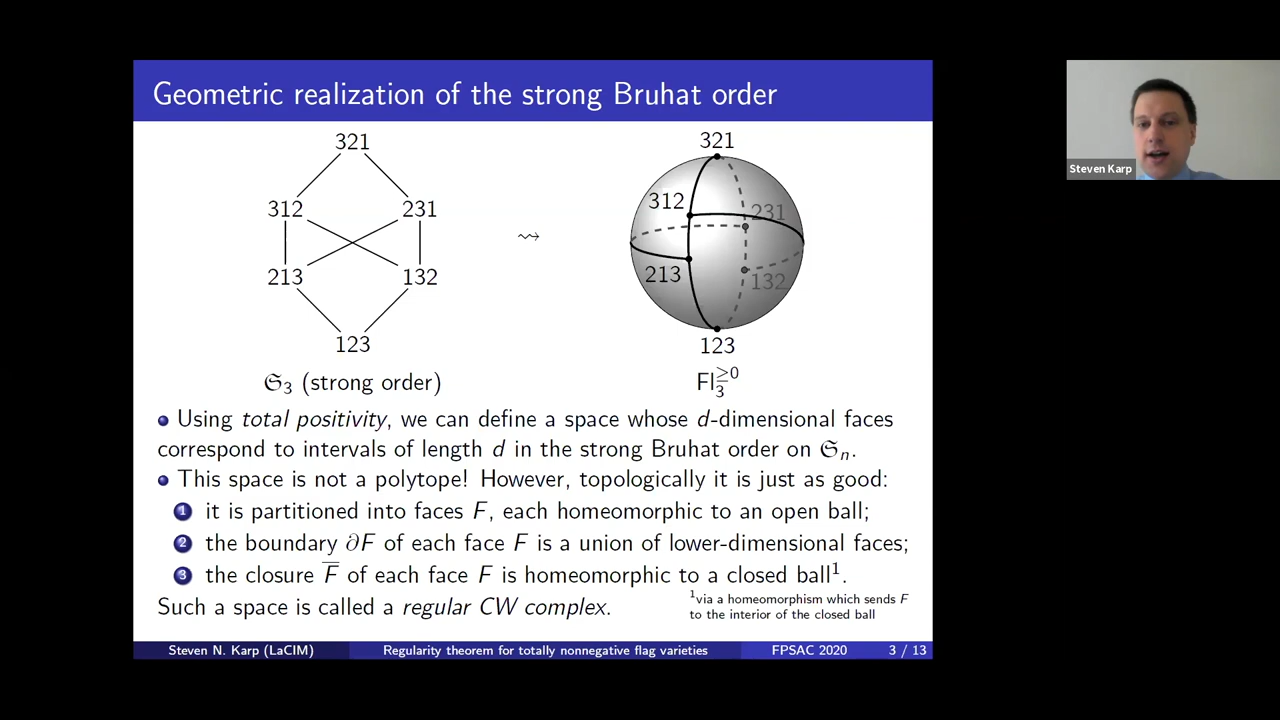 Geometric realization of the strong Bruhat order
321
312 231
213 132
123
𝔖₃ (strong order)
⇝
321
312 231
213 132
123
Fl₃^≥0
• Using total positivity, we can define a space whose d-dimensional faces
correspond to intervals of length d in the strong Bruhat order on 𝔖ₙ.
• This space is not a polytope! However, topologically it is just as good:
1 it is partitioned into faces F, each homeomorphic to an open ball;
2 the boundary ∂F of each face F is a union of lower-dimensional faces;
3 the closure F̅ of each face F is homeomorphic to a closed ball¹.
Such a space is called a regular CW complex.
¹via a homeomorphism which sends F
to the interior of the closed ball
Steven N. Karp (LaCIM) Regularity theorem for totally nonnegative flag varieties FPSAC 2020 3 / 13
Steven Karp